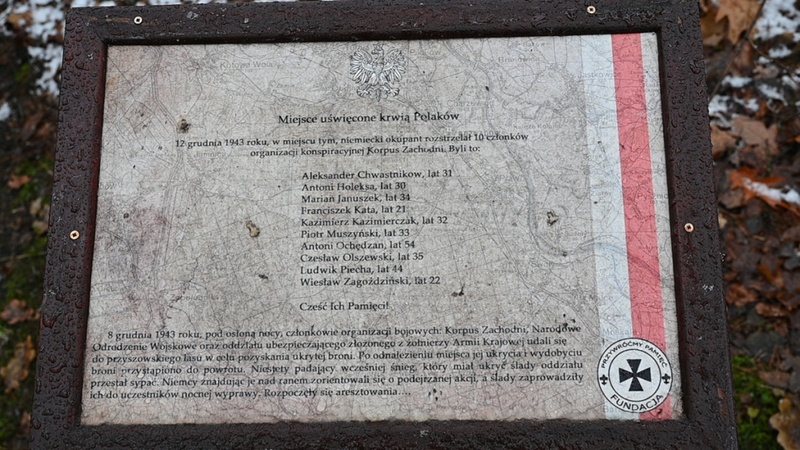 Kotowa Wola
Miejsce uświęcone krwią Polaków
12 grudnia 1943 roku, w miejscu tym, niemiecki okupant rozstrzelał 10 członków
organizacji konspiracyjnej Korpus Zachodni. Byli to:
Aleksander Chwastnikow, lat 31
Antoni Holeksa, lat 30
Marian Januszek, lat 34
Franciszek Kata, lat 21
Kazimierz Kazimierczak, lat 32
Piotr Muszyński, lat 33
Antoni Ochędzan, lat 54
Czesław Olszewski, lat 35
Ludwik Piecha, lat 44
Wiesław Zagoździński, lat 22
Cześć Ich Pamięci!
8 grudnia 1943 roku, pod osłoną nocy, członkowie organizacji bojowych: Korpus Zachodni, Narodowe
Odrodzenie Wojskowe oraz oddziału ubezpieczającego złożonego z żołnierzy Armii Krajowej udali się
do przyszowskiego lasu w celu pozyskania ukrytej broni. Po odnalezieniu miejsca jej ukrycia i wydobyciu
broni przystąpiono do powrotu. Niestety padający wcześniej śnieg, który miał ukryć ślady oddziału
przestał sypać. Niemcy znajdując je nad ranem zorientowali się o podejrzanej akcji, a ślady zaprowadziły
ich do uczestników nocnej wyprawy. Rozpoczęły się aresztowania....
PRZYWRÓĆMY PAMIĘĆ
FUNDACJA